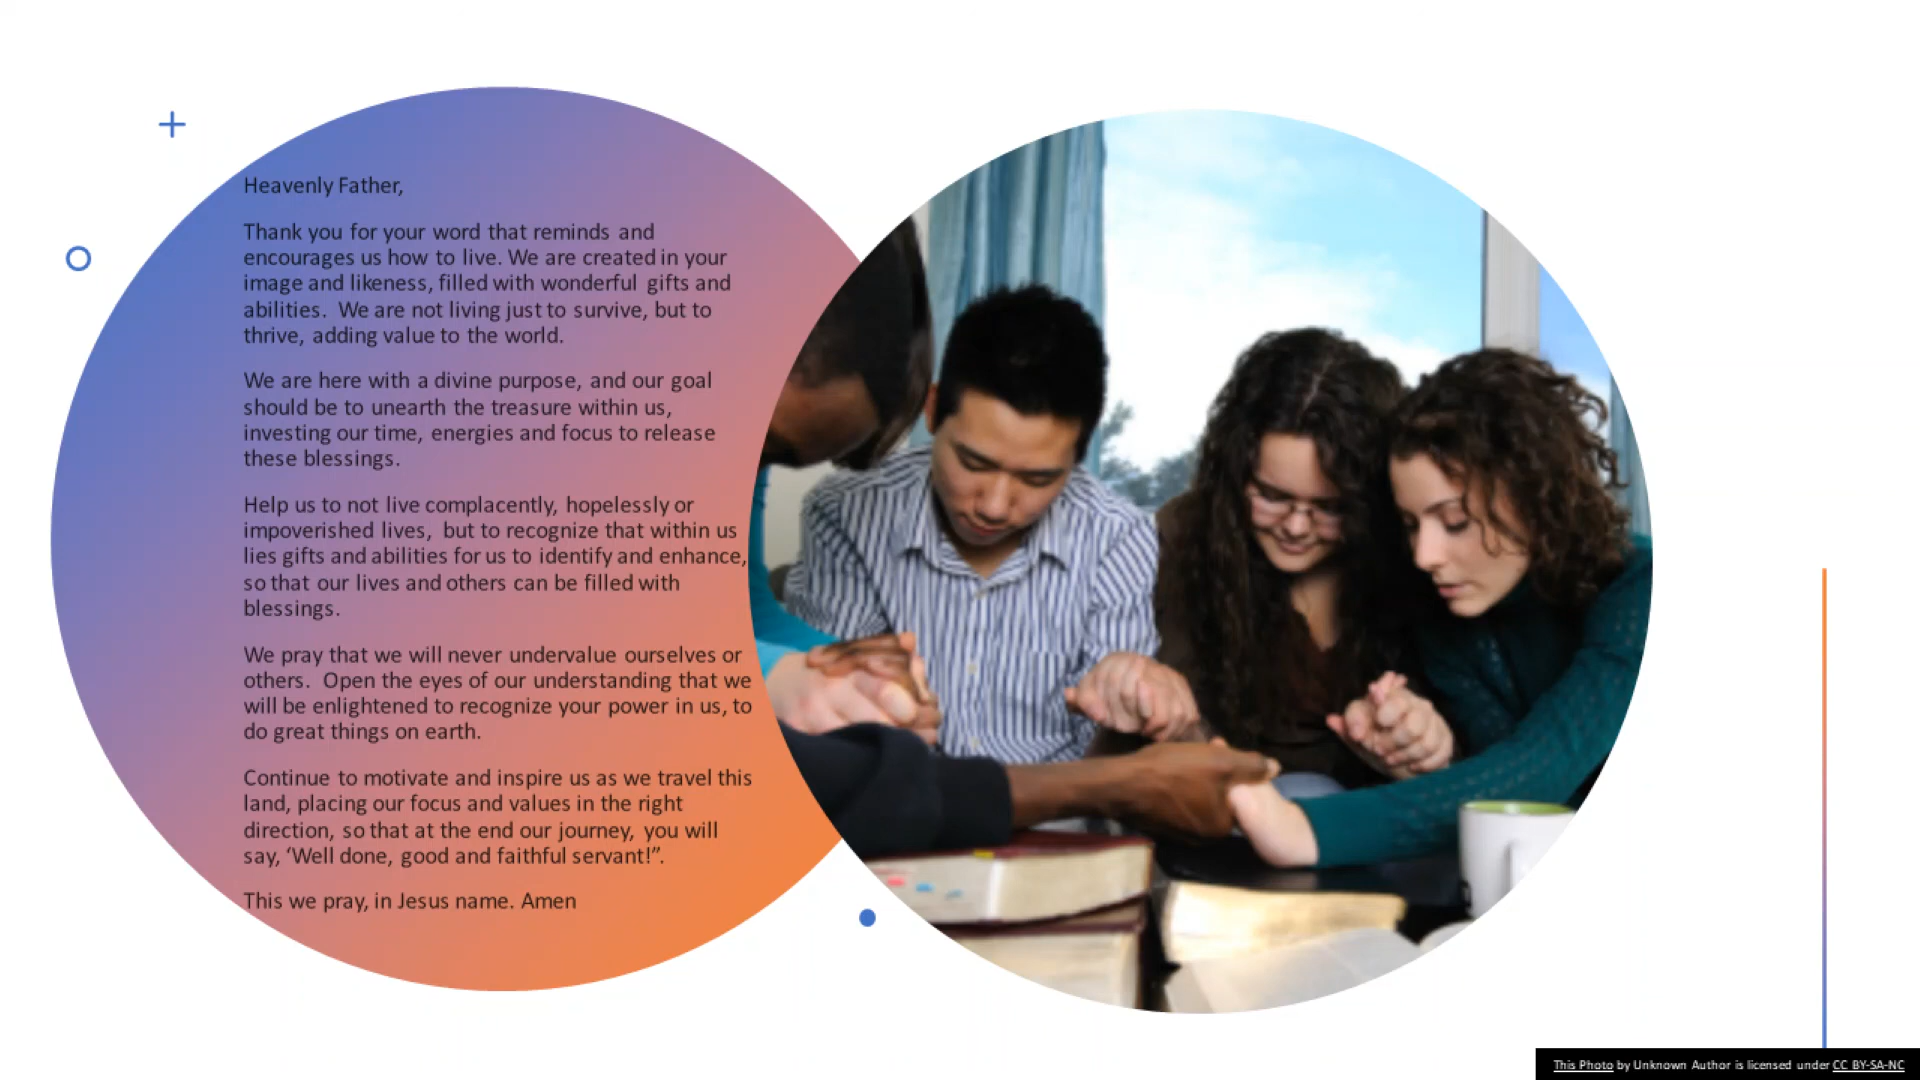 Heavenly Father,
Thank you for your word that reminds and
encourages us how to live. We are created in your
image and likeness, filled with wonderful gifts and
abilities.  We are not living just to survive, but to
thrive, adding value to the world.
We are here with a divine purpose, and our goal
should be to unearth the treasure within us,
investing our time, energies and focus to release
these blessings.
Help us to not live complacently, hopelessly or
impoverished lives,  but to recognize that within us
lies gifts and abilities for us to identify and enhance,
so that our lives and others can be filled with
blessings.
We pray that we will never undervalue ourselves or
others.  Open the eyes of our understanding that we
will be enlightened to recognize your power in us, to
do great things on earth.
Continue to motivate and inspire us as we travel this
land, placing our focus and values in the right
direction, so that at the end our journey, you will
say, ‘Well done, good and faithful servant!”.
This we pray, in Jesus name. Amen
This Photo by Unknown Author is licensed under CC BY-SA-NC